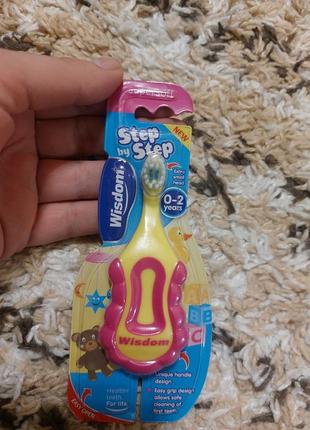 supersoft
Step
by Step
NEW
Wisdom
Extra
small
head
0-2
years
A
B B
C
Wisdom
Healthy
teeth.
For life.
EASY OPEN
Unique handle
design
Easy grip design
allows safe
cleaning of
first teeth